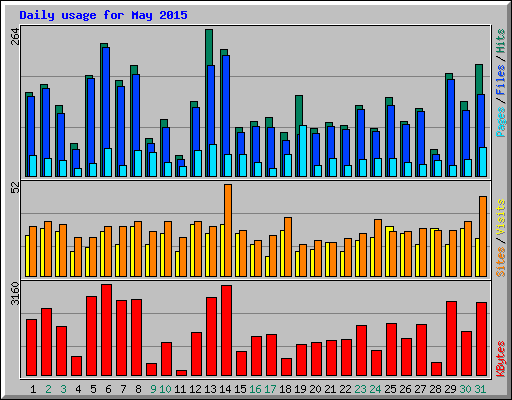 Daily usage for May 2015
264
Pages / Files / Hits
52
Sites / Visits
3160
KBytes
1 2 3 4 5 6 7 8 9 10 11 12 13 14 15 16 17 18 19 20 21 22 23 24 25 26 27 28 29 30 31